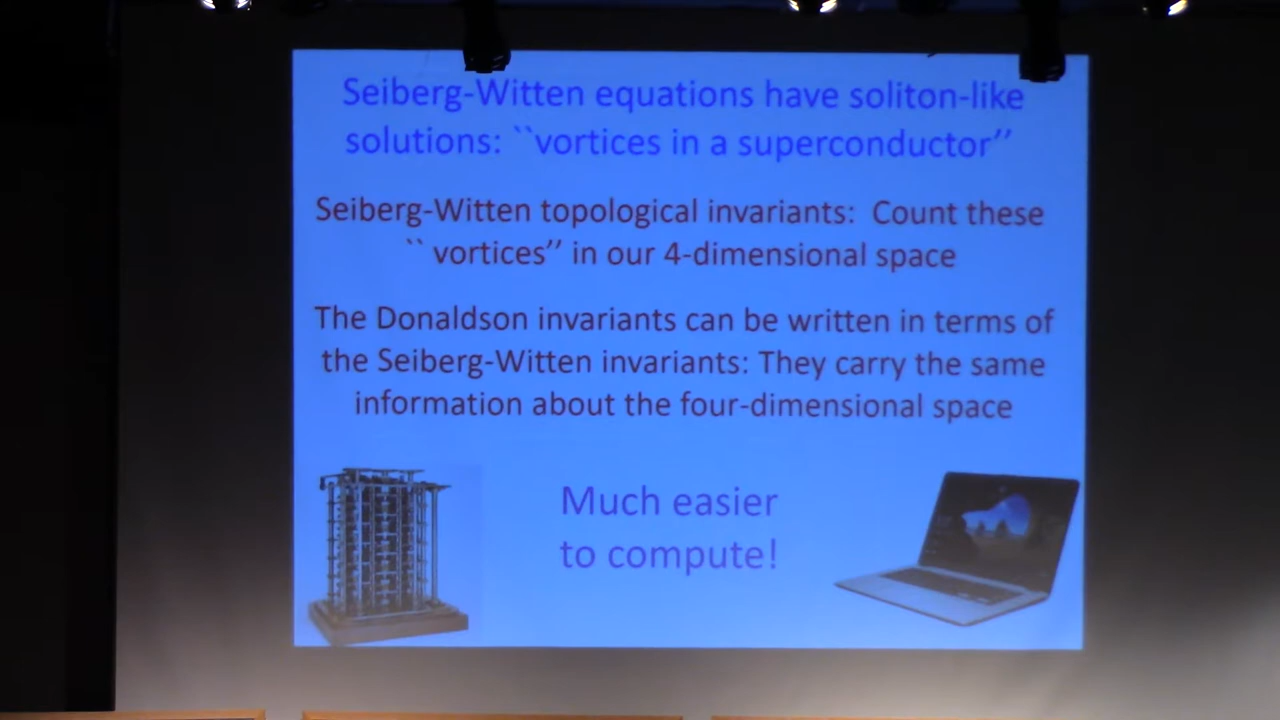 Seiberg-Witten equations have soliton-like
solutions: ``vortices in a superconductor’’
Seiberg-Witten topological invariants:  Count these
`` vortices’’ in our 4-dimensional space
The Donaldson invariants can be written in terms of
the Seiberg-Witten invariants: They carry the same
information about the four-dimensional space
Much easier
to compute!